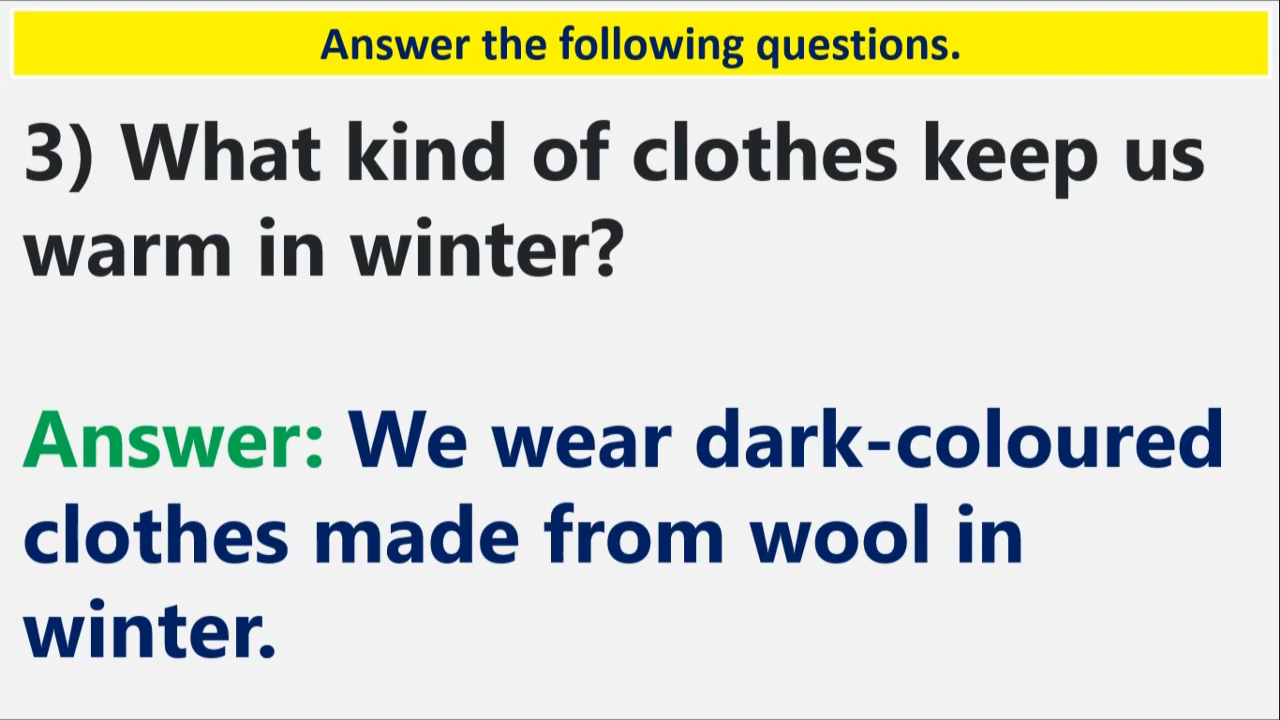 Answer the following questions.
3) What kind of clothes keep us
warm in winter?
Answer: We wear dark-coloured
clothes made from wool in
winter.